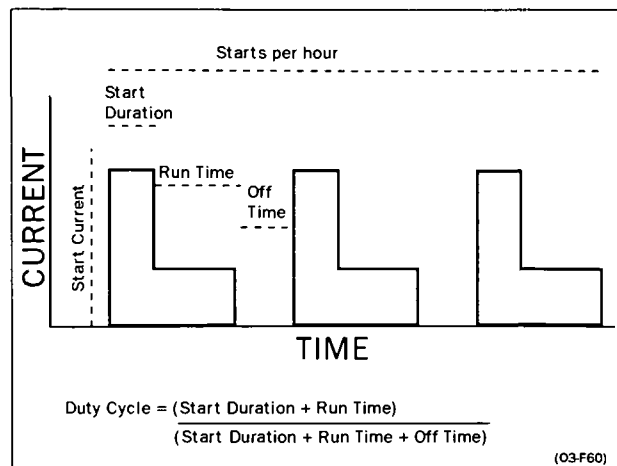 Starts per hour
Start
Duration
Run Time
Off
Time
Start Current
CURRENT
TIME
Duty Cycle = (Start Duration + Run Time)
(Start Duration + Run Time + Off Time)
(03-F60)